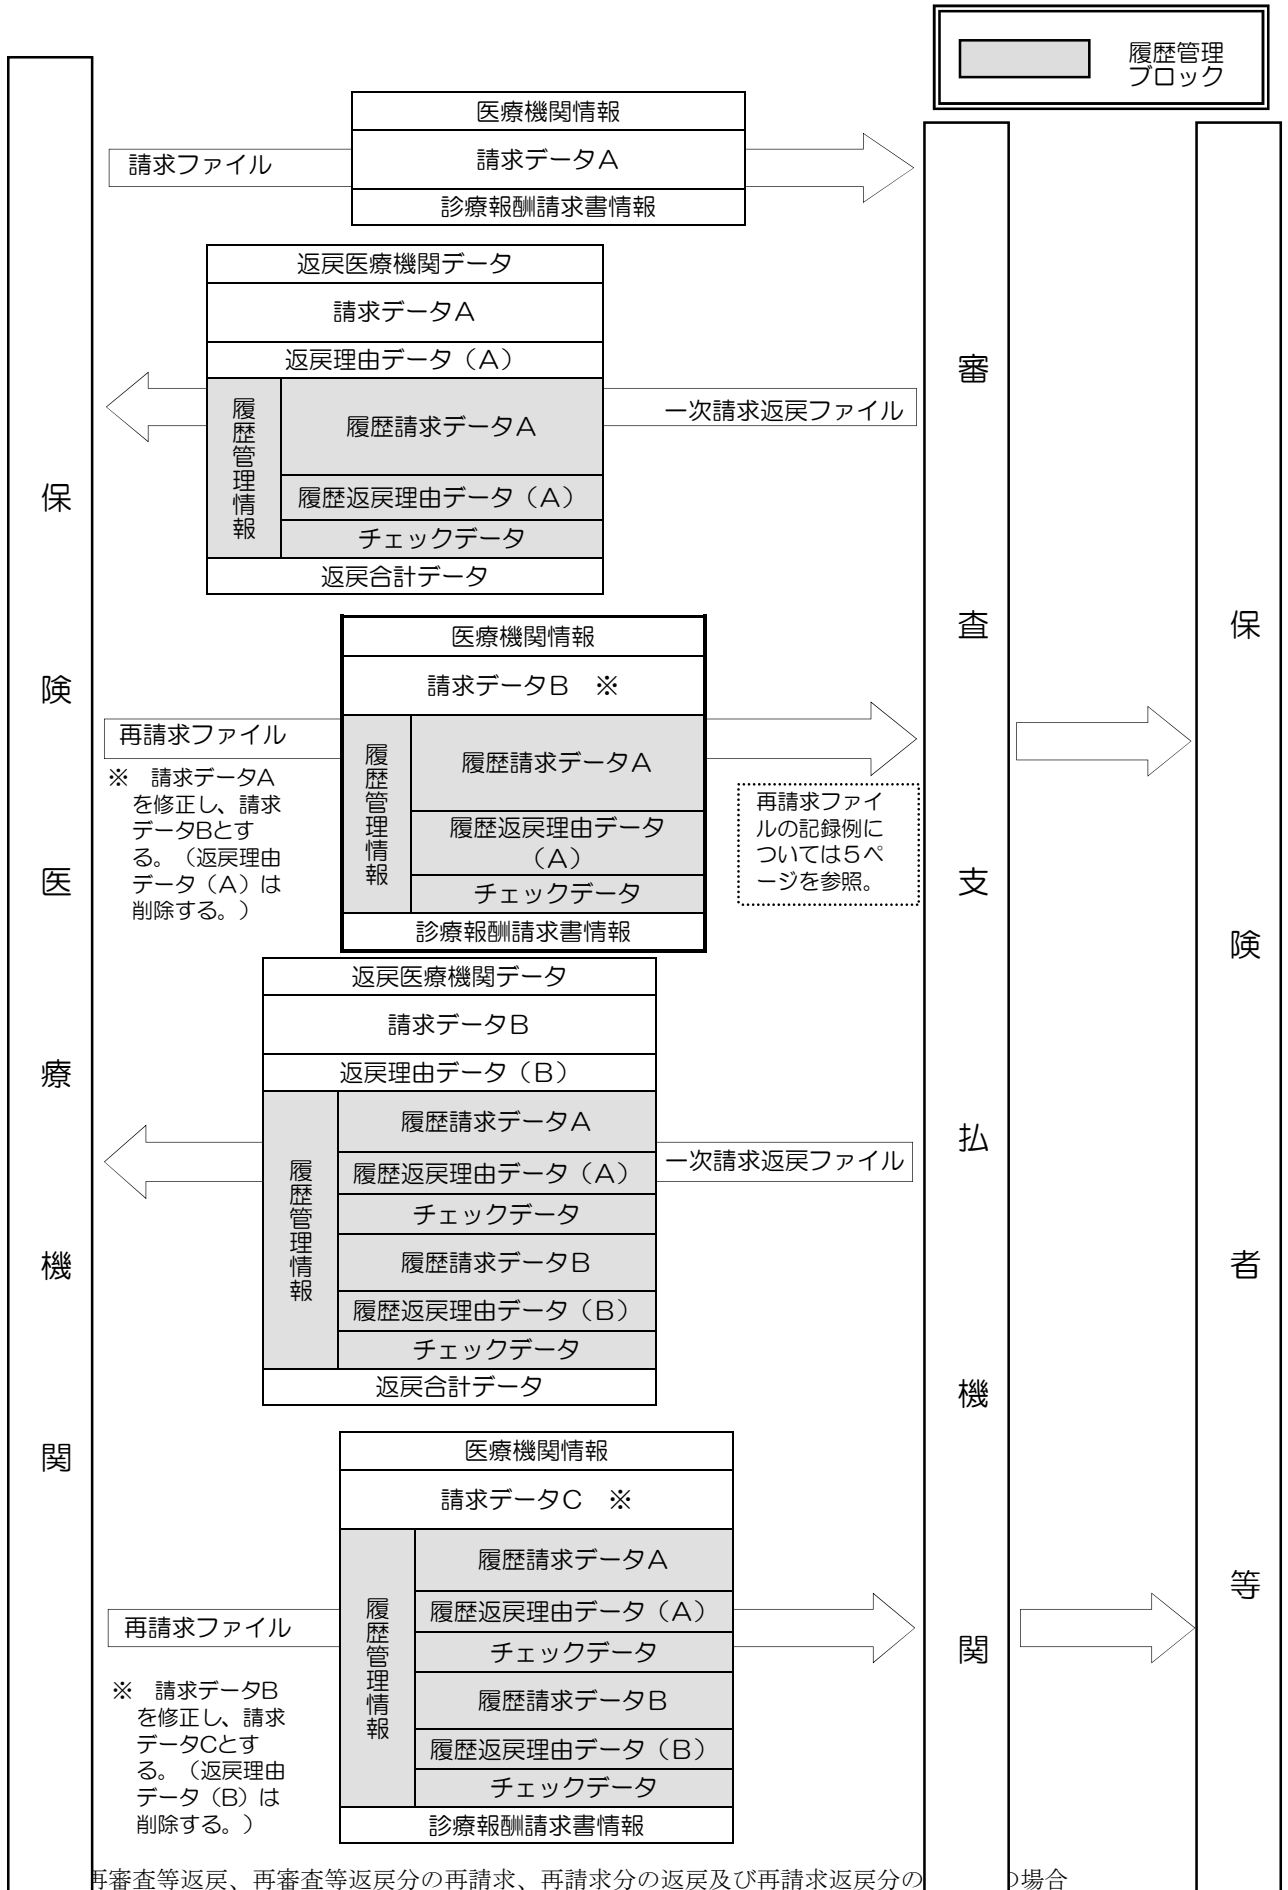 履歴管理
ブロック
保険医療機関
審査支払機関
保険者等
医療機関情報
請求ファイル
請求データA
診療報酬請求書情報
返戻医療機関データ
請求データA
返戻理由データ（A）
履歴管理情報
履歴請求データA
一次請求返戻ファイル
履歴返戻理由データ（A）
チェックデータ
返戻合計データ
医療機関情報
請求データB　※
再請求ファイル
履歴管理情報
履歴請求データA
履歴返戻理由データ
（A）
チェックデータ
診療報酬請求書情報
※　請求データA
を修正し、請求
データBとす
る。（返戻理由
データ（A）は
削除する。）
再請求ファイ
ルの記録例に
ついては５ペ
ージを参照。
返戻医療機関データ
請求データB
返戻理由データ（B）
履歴管理情報
履歴請求データA
履歴返戻理由データ（A）
一次請求返戻ファイル
チェックデータ
履歴請求データB
履歴返戻理由データ（B）
チェックデータ
返戻合計データ
医療機関情報
請求データC　※
履歴管理情報
履歴請求データA
履歴返戻理由データ（A）
再請求ファイル
チェックデータ
履歴請求データB
履歴返戻理由データ（B）
チェックデータ
診療報酬請求書情報
※　請求データB
を修正し、請求
データCとす
る。（返戻理由
データ（B）は
削除する。）
再審査等返戻、再審査等返戻分の再請求、再請求分の返戻及び再請求返戻分の
の場合